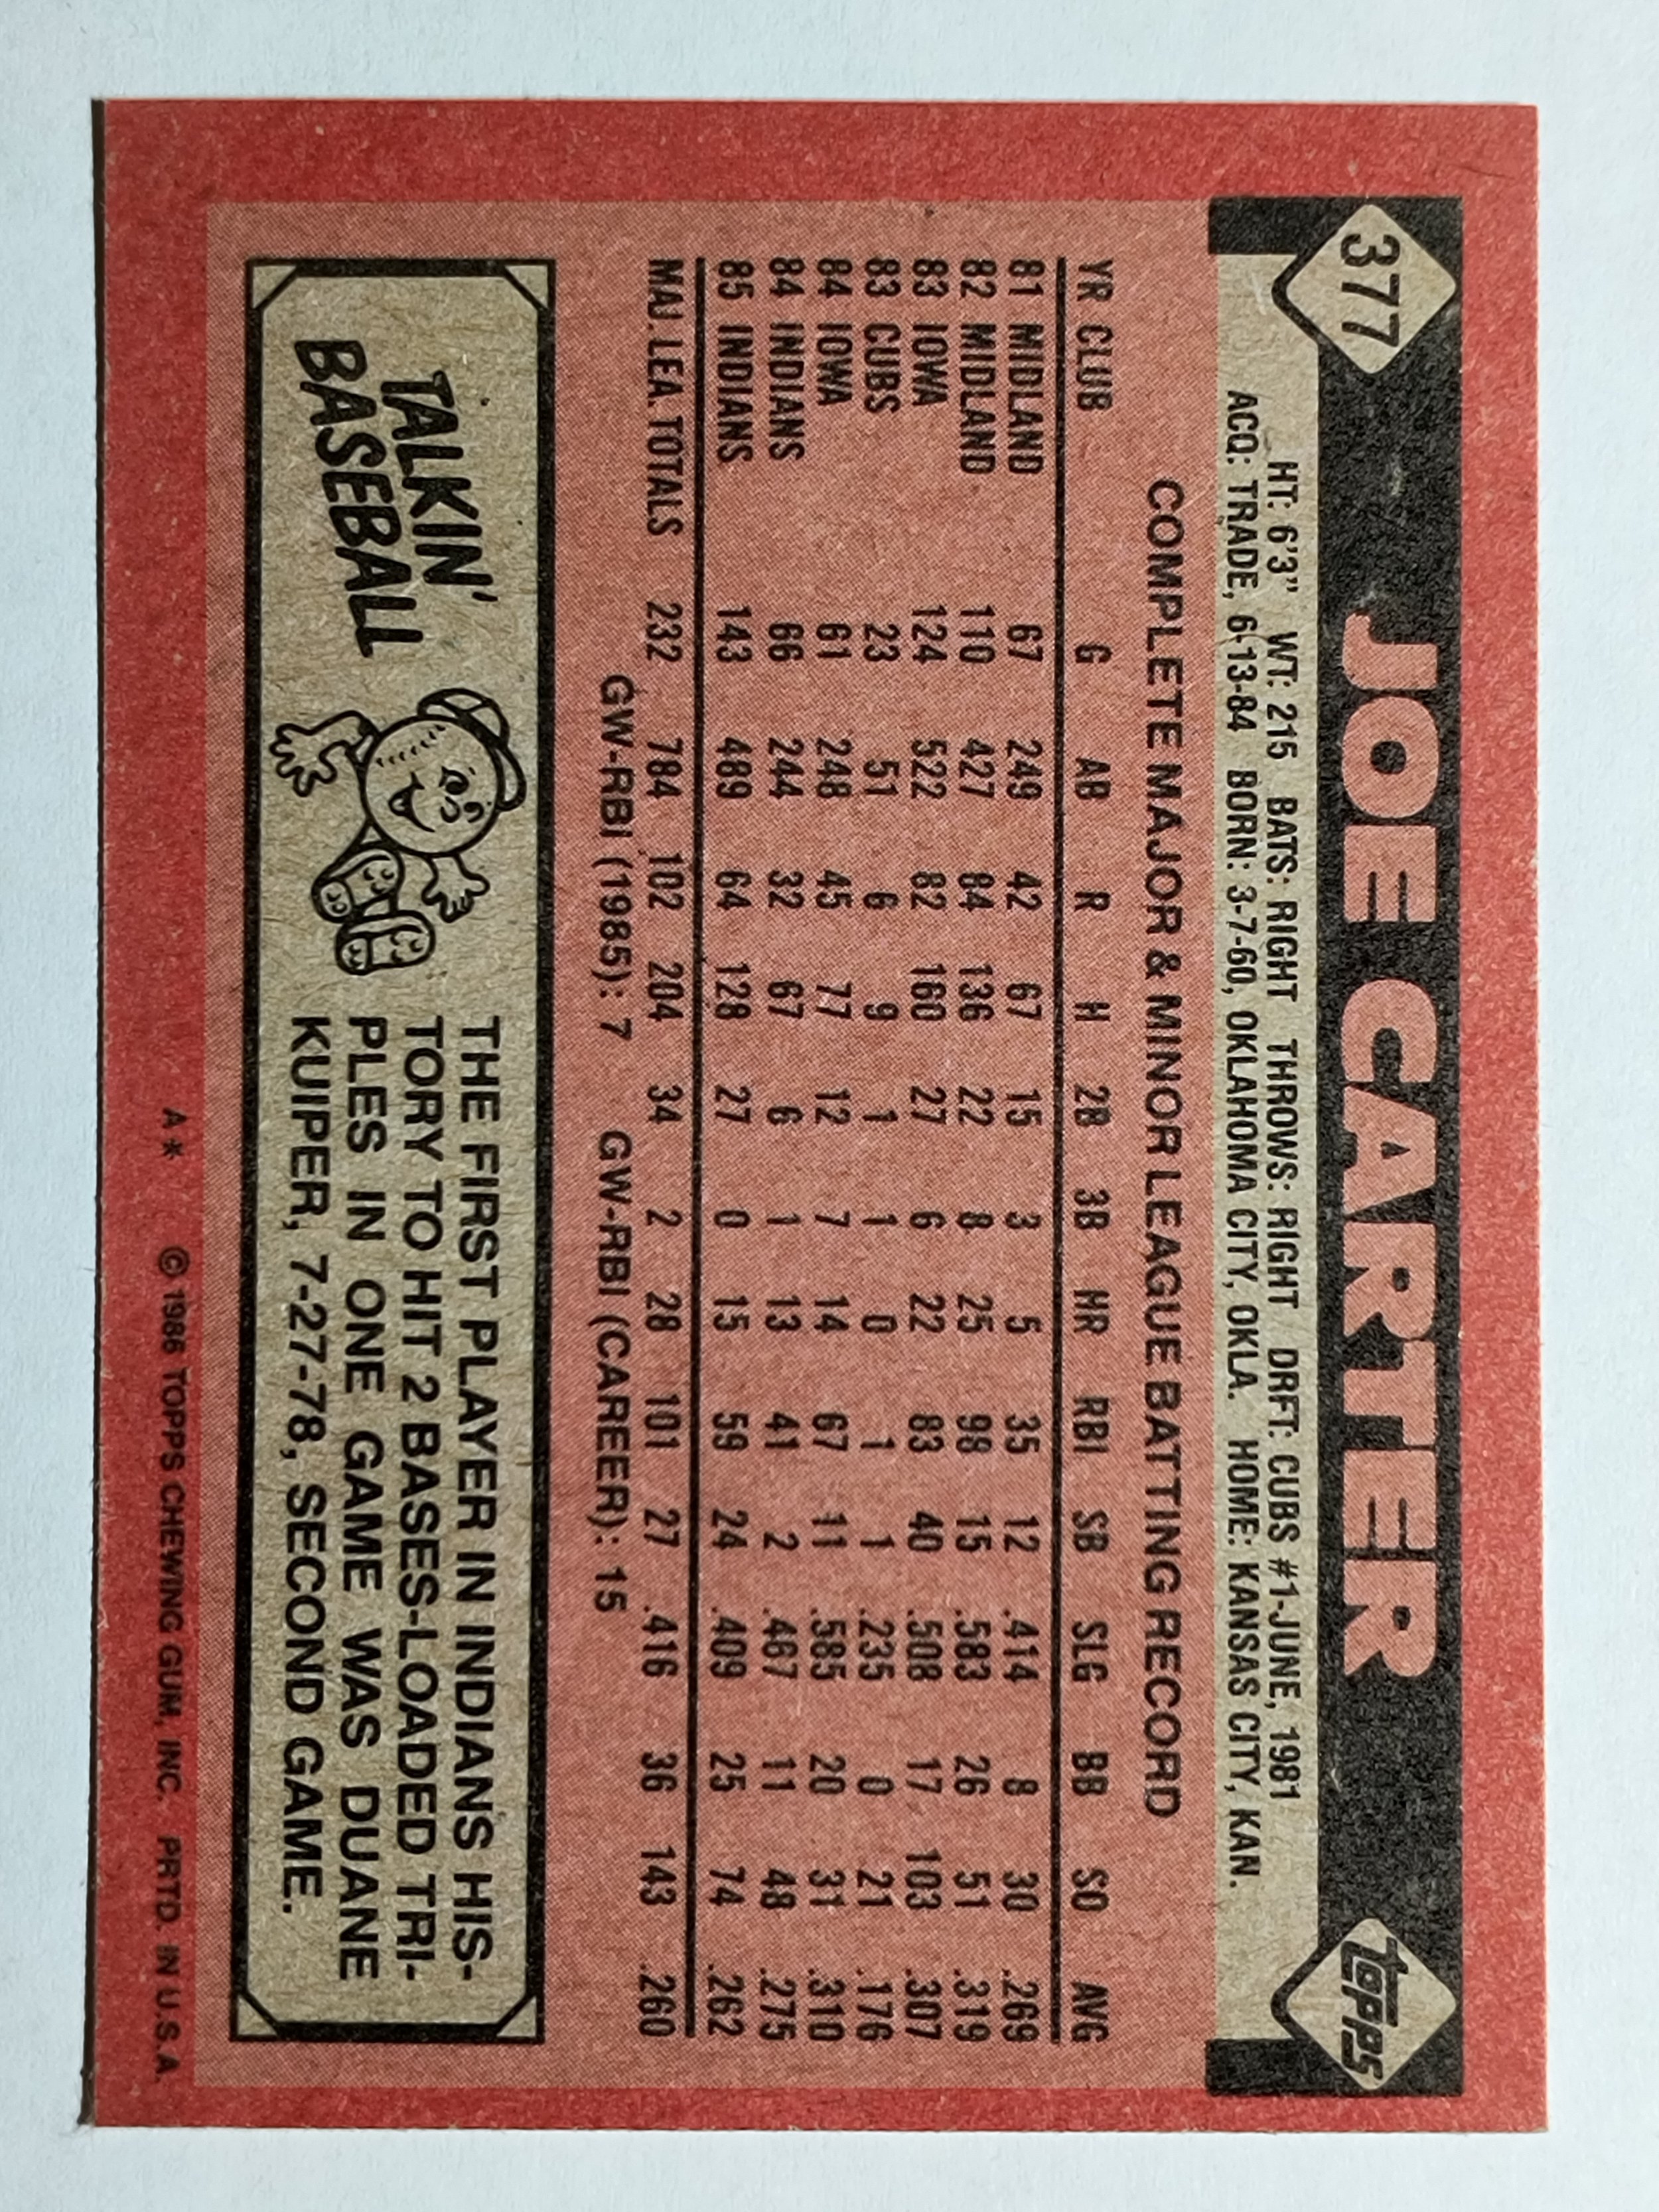 377 JOE CARTER topps
HT: 6'3" WT: 215 BATS: RIGHT THROWS: RIGHT DRFT: CUBS #1-JUNE, 1981
ACQ: TRADE, 6-13-84 BORN: 3-7-60, OKLAHOMA CITY, OKLA. HOME: KANSAS CITY, KAN.
COMPLETE MAJOR & MINOR LEAGUE BATTING RECORD
YR CLUB G AB R H 2B 3B HR RBI SB SLG BB SO AVG
81 MIDLAND 67 249 42 67 15 3 5 35 12 .414 8 30 .269
82 MIDLAND 110 427 84 136 22 8 25 98 15 .583 26 51 .319
83 IOWA 124 522 82 160 27 6 22 83 40 .508 17 103 .307
83 CUBS 23 51 6 9 1 1 0 1 1 .235 0 21 .176
84 IOWA 61 248 45 77 12 7 14 67 11 .585 20 31 .310
84 INDIANS 66 244 32 67 6 1 13 41 2 .467 11 48 .275
85 INDIANS 143 489 64 128 27 0 15 59 24 .409 25 74 .262
MAJ. LEA. TOTALS 232 784 102 204 34 2 28 101 27 .416 36 143 .260
GW-RBI (1985): 7 GW-RBI (CAREER): 15
TALKIN'
BASEBALL
THE FIRST PLAYER IN INDIANS HIS-
TORY TO HIT 2 BASES-LOADED TRI-
PLES IN ONE GAME WAS DUANE
KUIPER, 7-27-78, SECOND GAME.
A* © 1986 TOPPS CHEWING GUM, INC. PRTD. IN U.S.A.